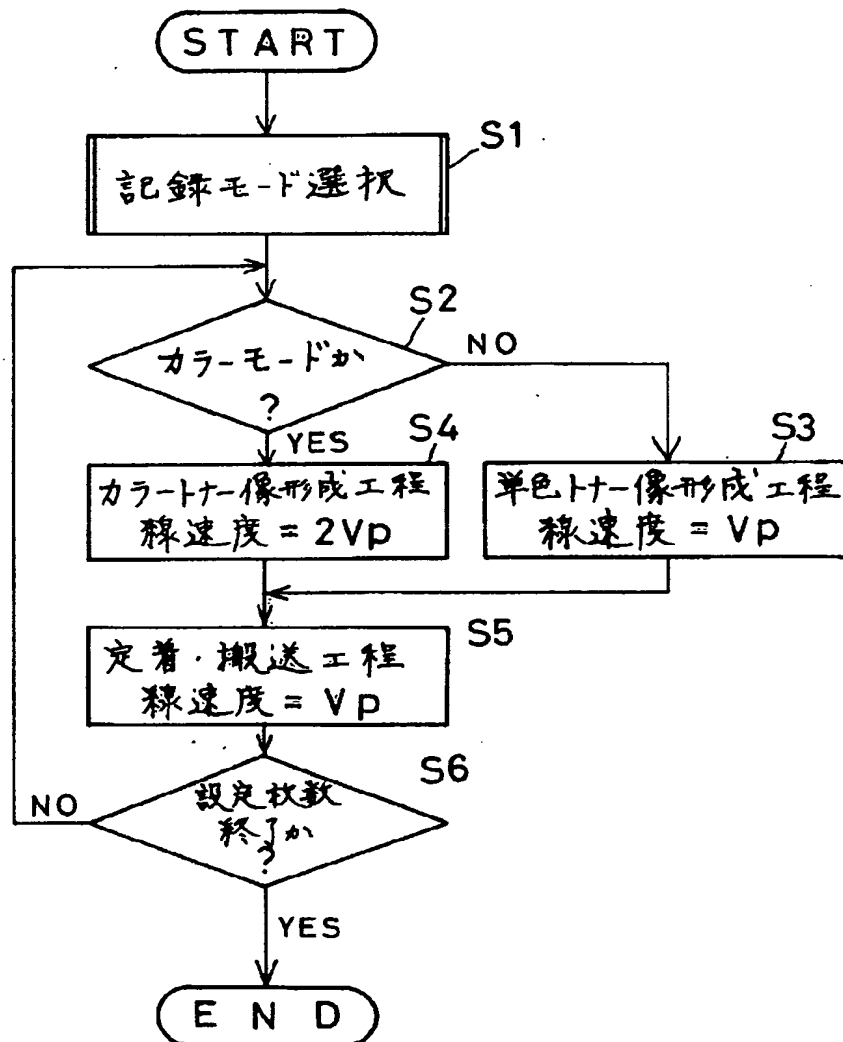 START
S1
記録モード選択
S2
カラーモードか
?
NO
YES
S4
カラートナー像形成工程
線速度 = 2Vp
S3
単色トナー像形成工程
線速度 = Vp
S5
定着・搬送工程
線速度 = Vp
S6
設定枚数
終了か
?
NO
YES
END